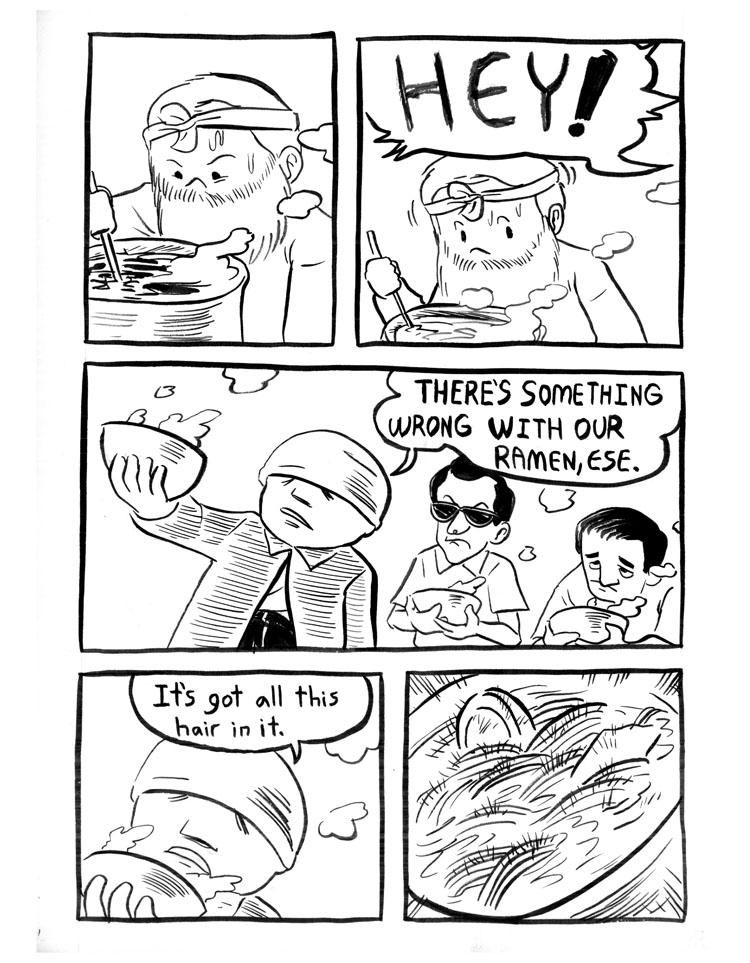 HEY!
THERE'S SOMETHING
WRONG WITH OUR
RAMEN, ESE.
It's got all this
hair in it.